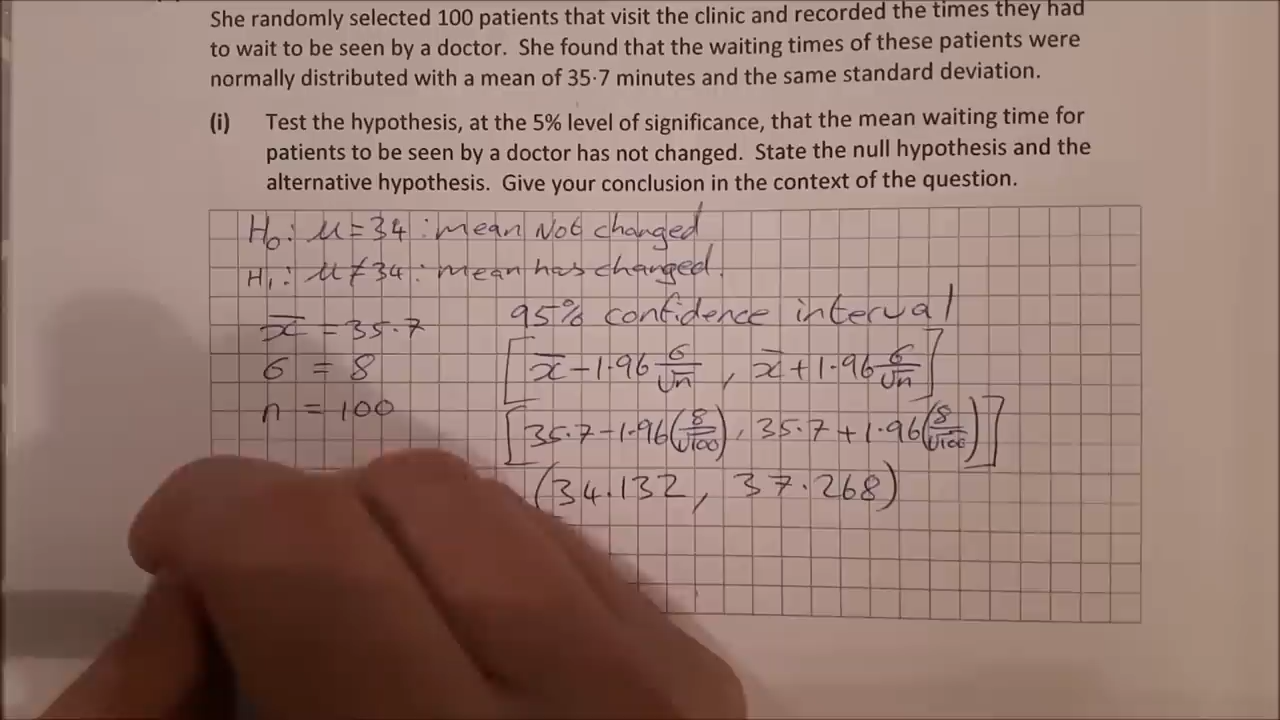 She randomly selected 100 patients that visit the clinic and recorded the times they had
to wait to be seen by a doctor. She found that the waiting times of these patients were
normally distributed with a mean of 35·7 minutes and the same standard deviation.
(i) Test the hypothesis, at the 5% level of significance, that the mean waiting time for
patients to be seen by a doctor has not changed. State the null hypothesis and the
alternative hypothesis. Give your conclusion in the context of the question.
H₀: μ = 34 : mean Not changed
H₁: μ ≠ 34 : mean has changed.
95% confidence interval
x̄ = 35.7
[x̄ − 1.96 σ/√n , x̄ + 1.96 σ/√n]
σ = 8
n = 100
[35.7 − 1.96(8/√100), 35.7 + 1.96(8/√100)]
(34.132, 37.268)